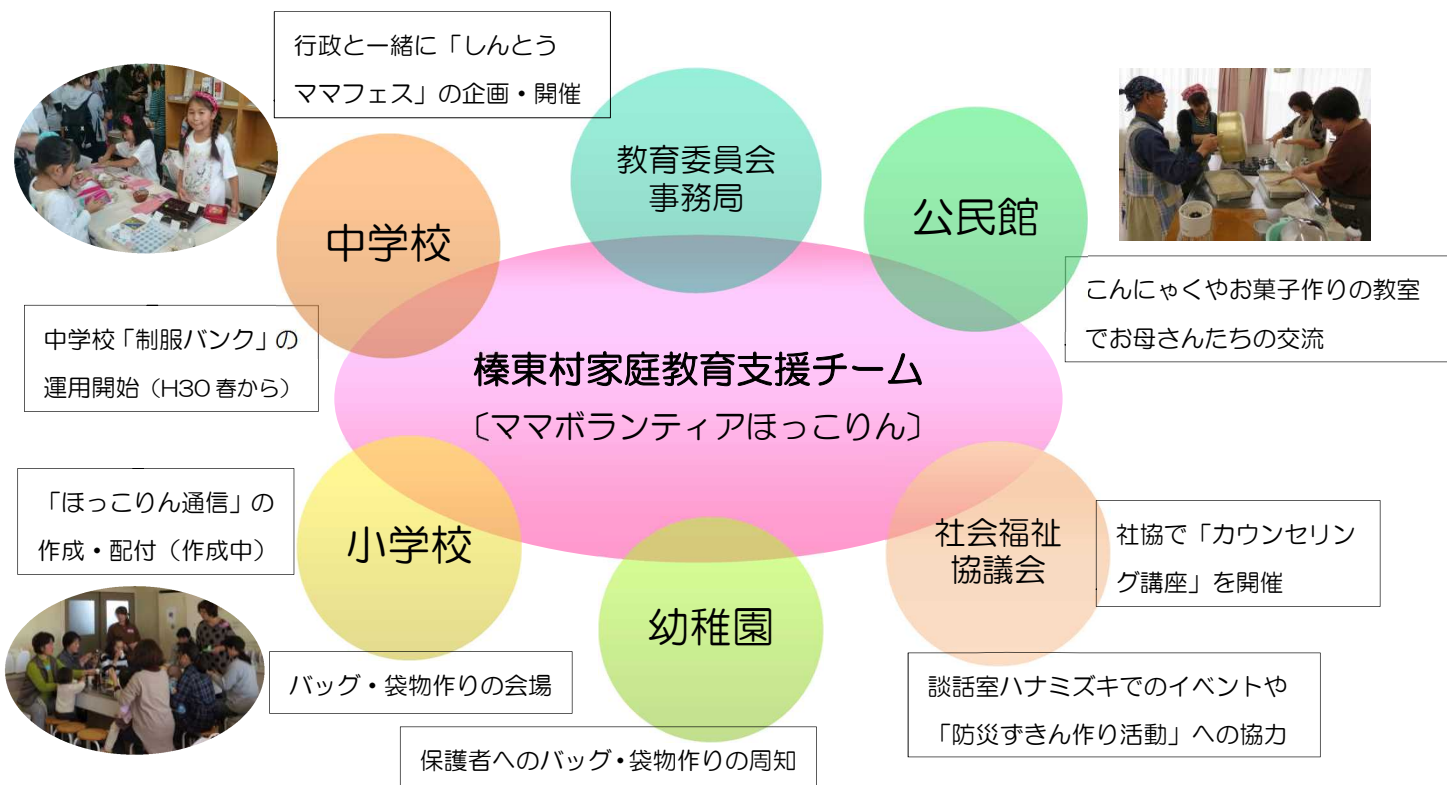 行政と一緒に「しんとう
ママフェス」の企画・開催
教育委員会
事務局
公民館
中学校
こんにゃくやお菓子作りの教室
でお母さんたちの交流
中学校「制服バンク」の
運用開始（H30 春から）
榛東村家庭教育支援チーム
〔ママボランティアほっこりん〕
「ほっこりん通信」の
作成・配付（作成中）
小学校
社会福祉
協議会
社協で「カウンセリン
グ講座」を開催
幼稚園
バッグ・袋物作りの会場
談話室ハナミズキでのイベントや
「防災ずきん作り活動」への協力
保護者へのバッグ・袋物作りの周知